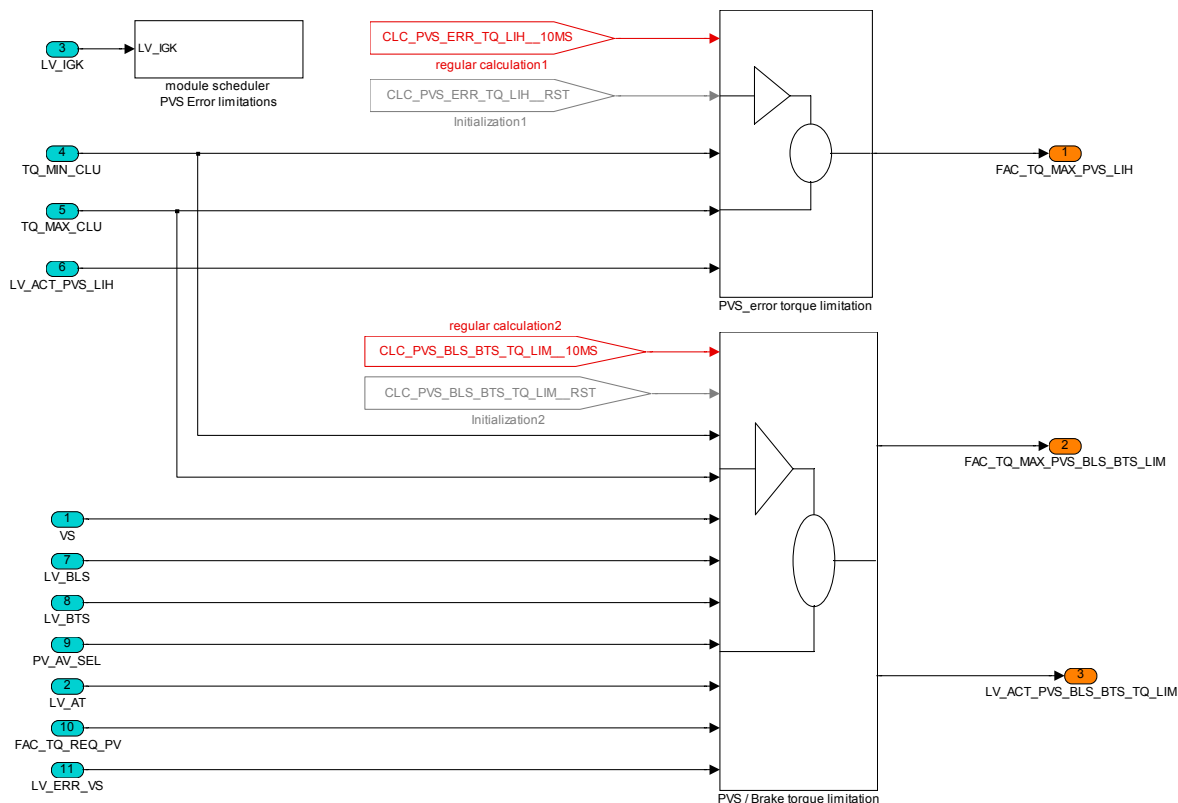 3
LV_IGK
LV_IGK
module scheduler
PVS Error limitations
CLC_PVS_ERR_TQ_LIH__10MS
regular calculation1
CLC_PVS_ERR_TQ_LIH__RST
Initialization1
4
TQ_MIN_CLU
5
TQ_MAX_CLU
6
LV_ACT_PVS_LIH
1
FAC_TQ_MAX_PVS_LIH
PVS_error torque limitation
regular calculation2
CLC_PVS_BLS_BTS_TQ_LIM__10MS
CLC_PVS_BLS_BTS_TQ_LIM__RST
Initialization2
2
FAC_TQ_MAX_PVS_BLS_BTS_LIM
1
VS
7
LV_BLS
8
LV_BTS
9
PV_AV_SEL
2
LV_AT
10
FAC_TQ_REQ_PV
11
LV_ERR_VS
3
LV_ACT_PVS_BLS_BTS_TQ_LIM
PVS / Brake torque limitation